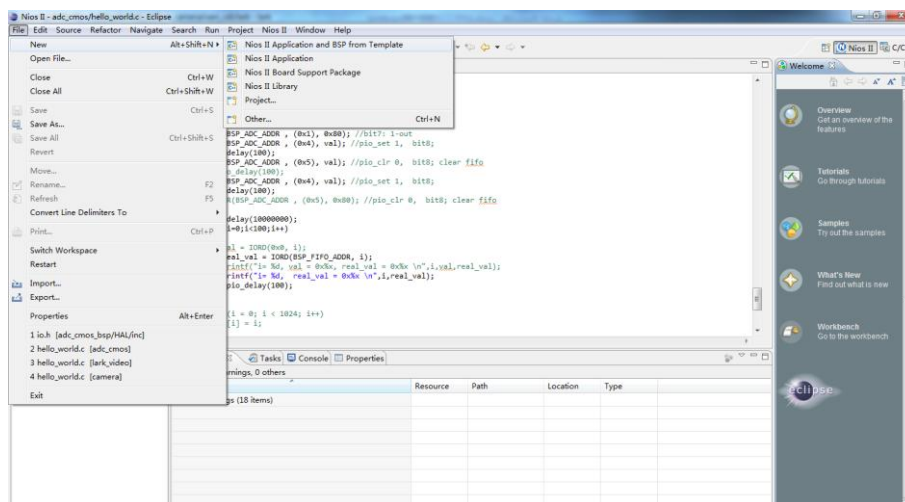 Nios II - adc_cmos/hello_world.c - Eclipse
File Edit Source Refactor Navigate Search Run Project Nios II Window Help
New Alt+Shift+N
Open File...
Close Ctrl+W
Close All Ctrl+Shift+W
Save Ctrl+S
Save As...
Save All Ctrl+Shift+S
Revert
Move...
Rename... F2
Refresh F5
Convert Line Delimiters To
Print... Ctrl+P
Switch Workspace
Restart
Import...
Export...
Properties Alt+Enter
1 io.h [adc_cmos_bsp/HAL/inc]
2 hello_world.c [adc_cmos]
3 hello_world.c [lark_video]
4 hello_world.c [camera]
Exit
Nios II Application and BSP from Template
Nios II Application
Nios II Board Support Package
Nios II Library
Project...
Other... Ctrl+N
BSP_ADC_ADDR , (0x1), 0x80); //bit7: 1-out
BSP_ADC_ADDR , (0x4), val); //pio_set 1, bit8;
delay(100);
BSP_ADC_ADDR , (0x5), val); //pio_clr 0, bit8; clear fifo
o_delay(100);
BSP_ADC_ADDR , (0x4), val); //pio_set 1, bit8;
delay(100);
R(BSP_ADC_ADDR , (0x5), 0x80); //pio_clr 0, bit8; clear fifo
delay(10000000);
i=0;i<100;i++)
al = IORD(0x0, i);
eal_val = IORD(BSP_FIFO_ADDR, i);
rintf("i= %d, val = 0x%x, real_val = 0x%x \n",i,val,real_val);
rintf("i= %d, real_val = 0x%x \n",i,real_val);
pio_delay(100);
(i = 0; i < 1024; i++)
[i] = i;
Tasks Console Properties
rnings, 0 others
Resource Path Location Type
gs (18 items)
Nios II C/C
Welcome
Overview
Get an overview of the features
Tutorials
Go through tutorials
Samples
Try out the samples
What's New
Find out what is new
Workbench
Go to the workbench
eclipse